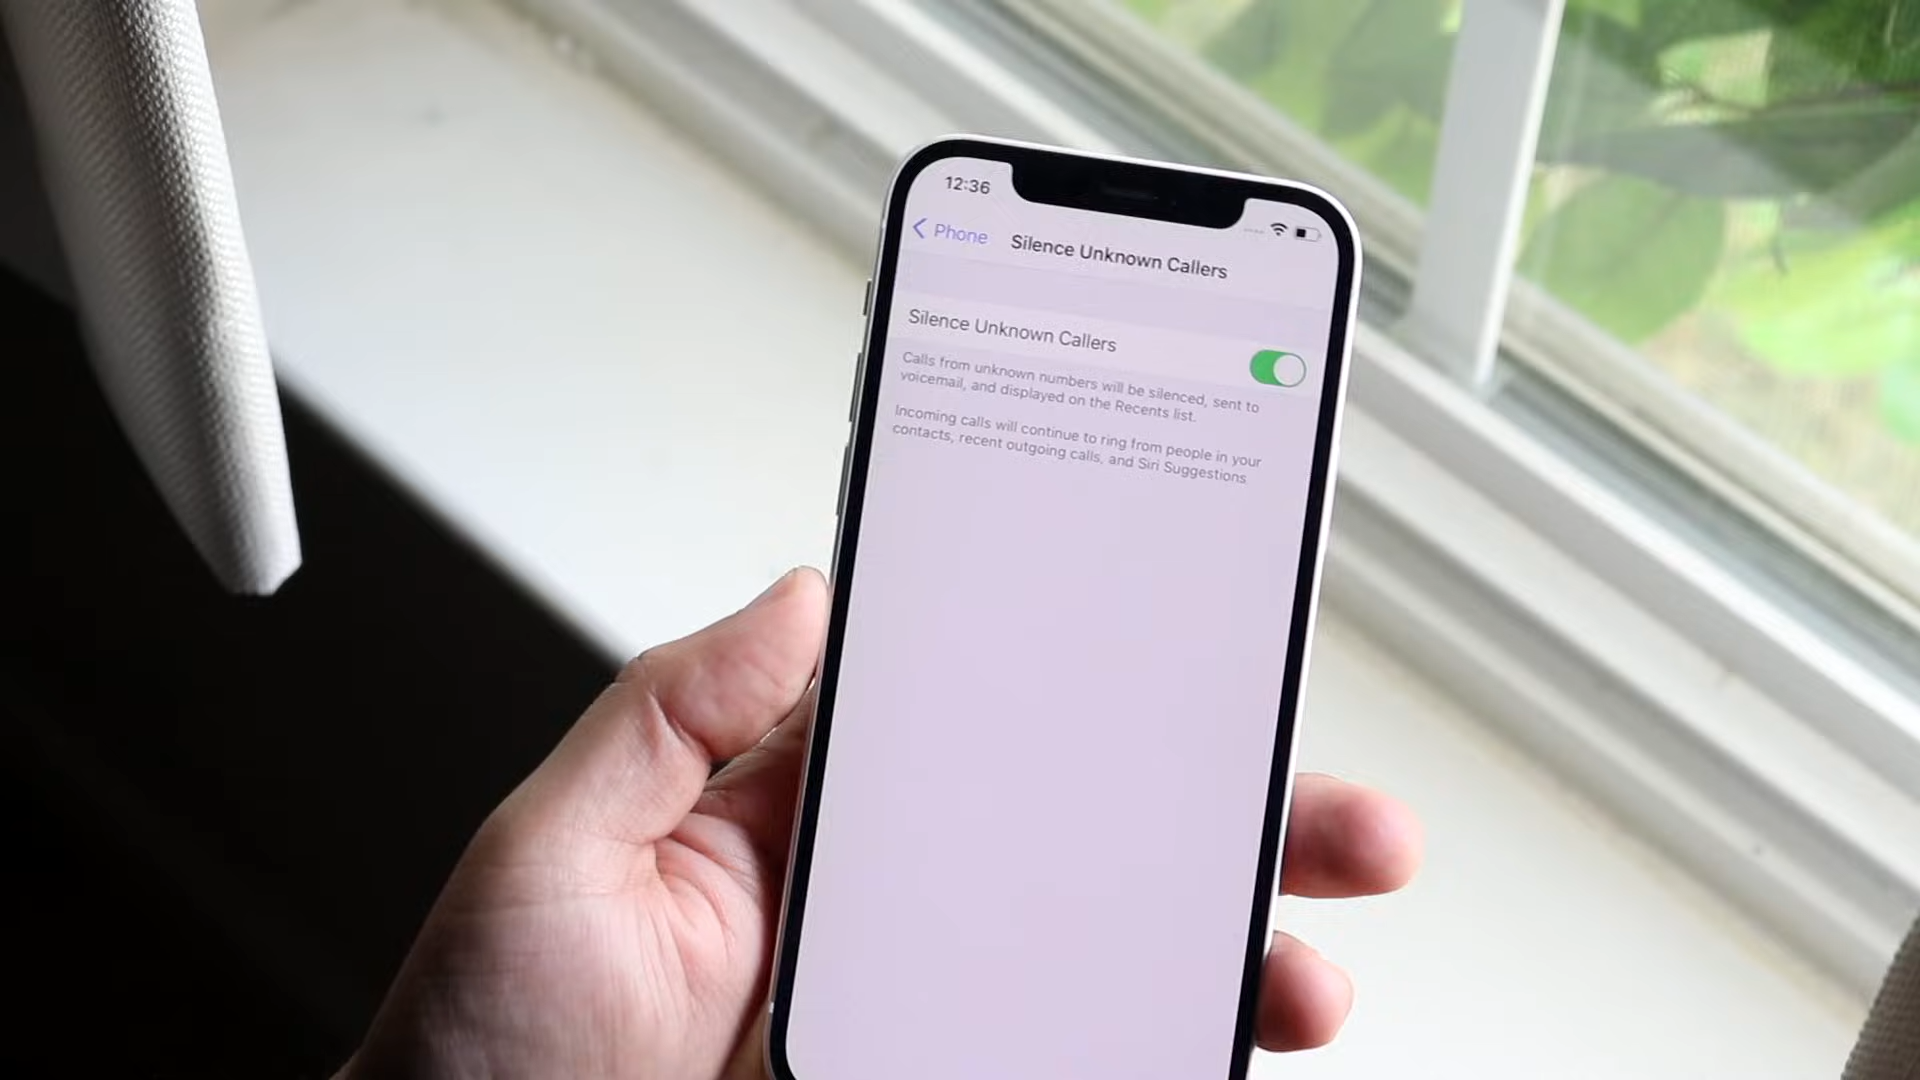 12:36
Phone
Silence Unknown Callers
Silence Unknown Callers
Calls from unknown numbers will be silenced, sent to
voicemail, and displayed on the Recents list.
Incoming calls will continue to ring from people in your
contacts, recent outgoing calls, and Siri Suggestions.